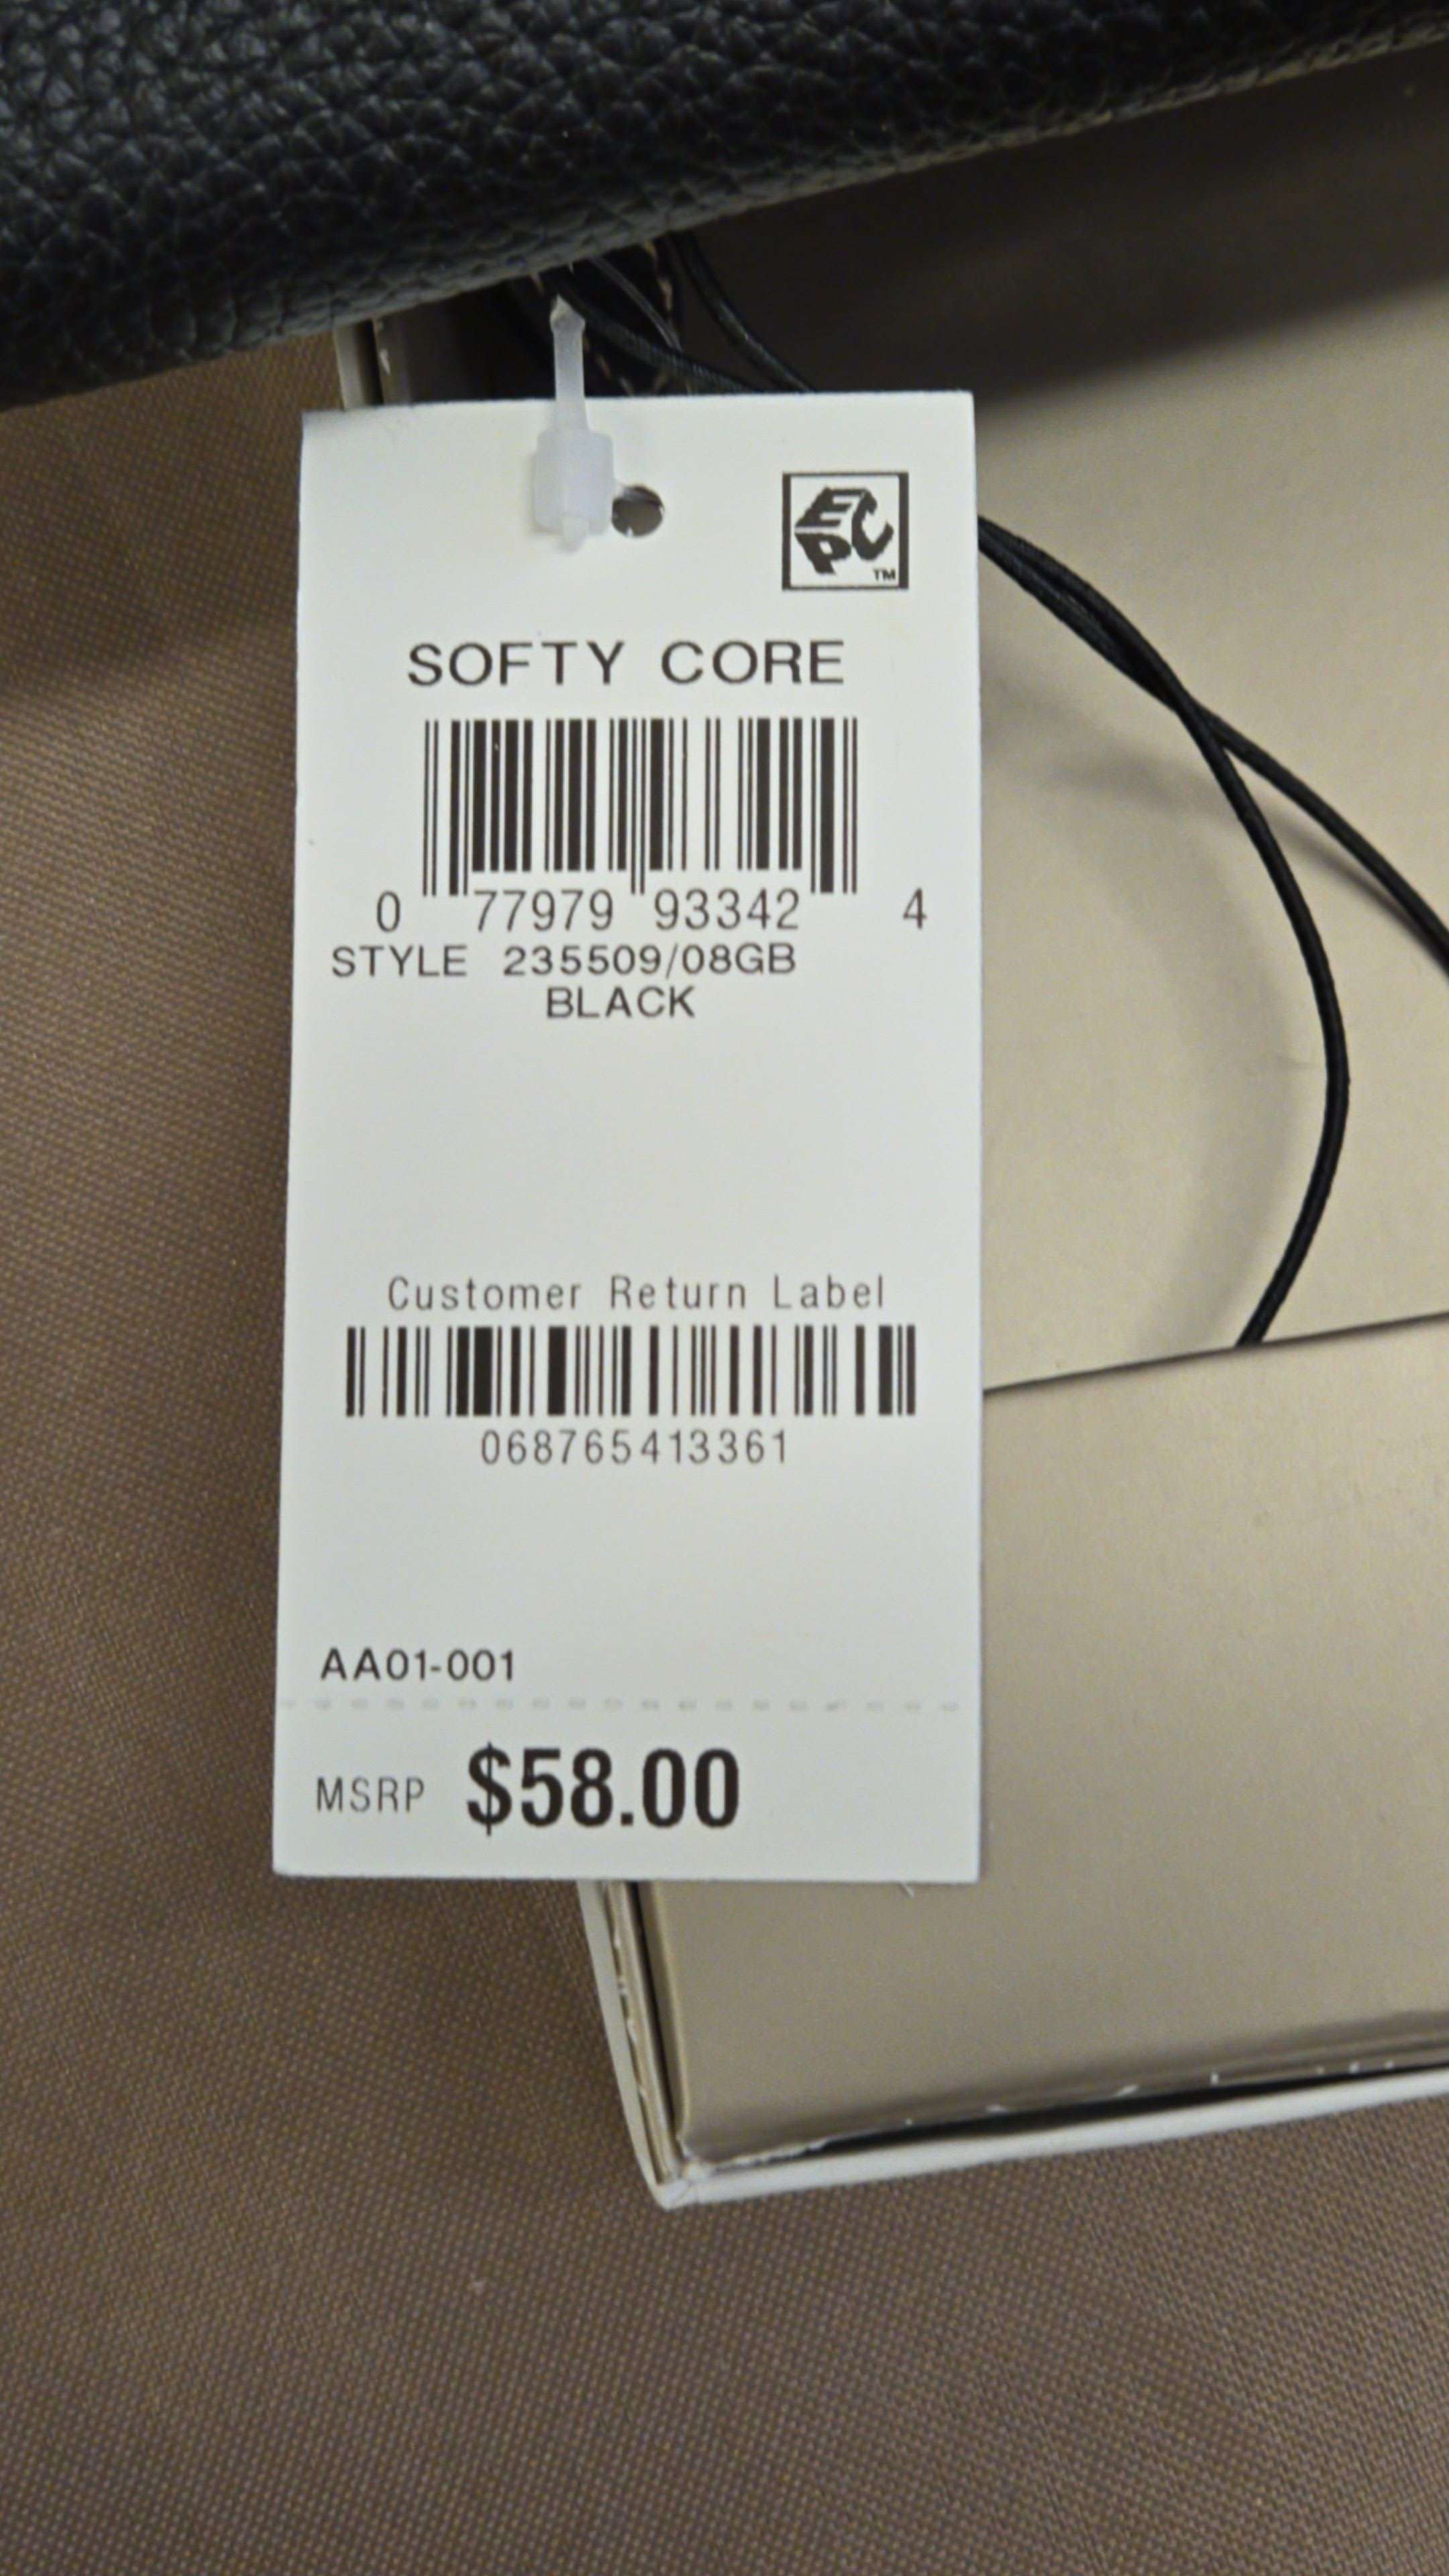 EPC
TM
SOFTY CORE
0 77979 93342 4
STYLE 235509/08GB
BLACK
Customer Return Label
068765413361
AA01-001
MSRP $58.00